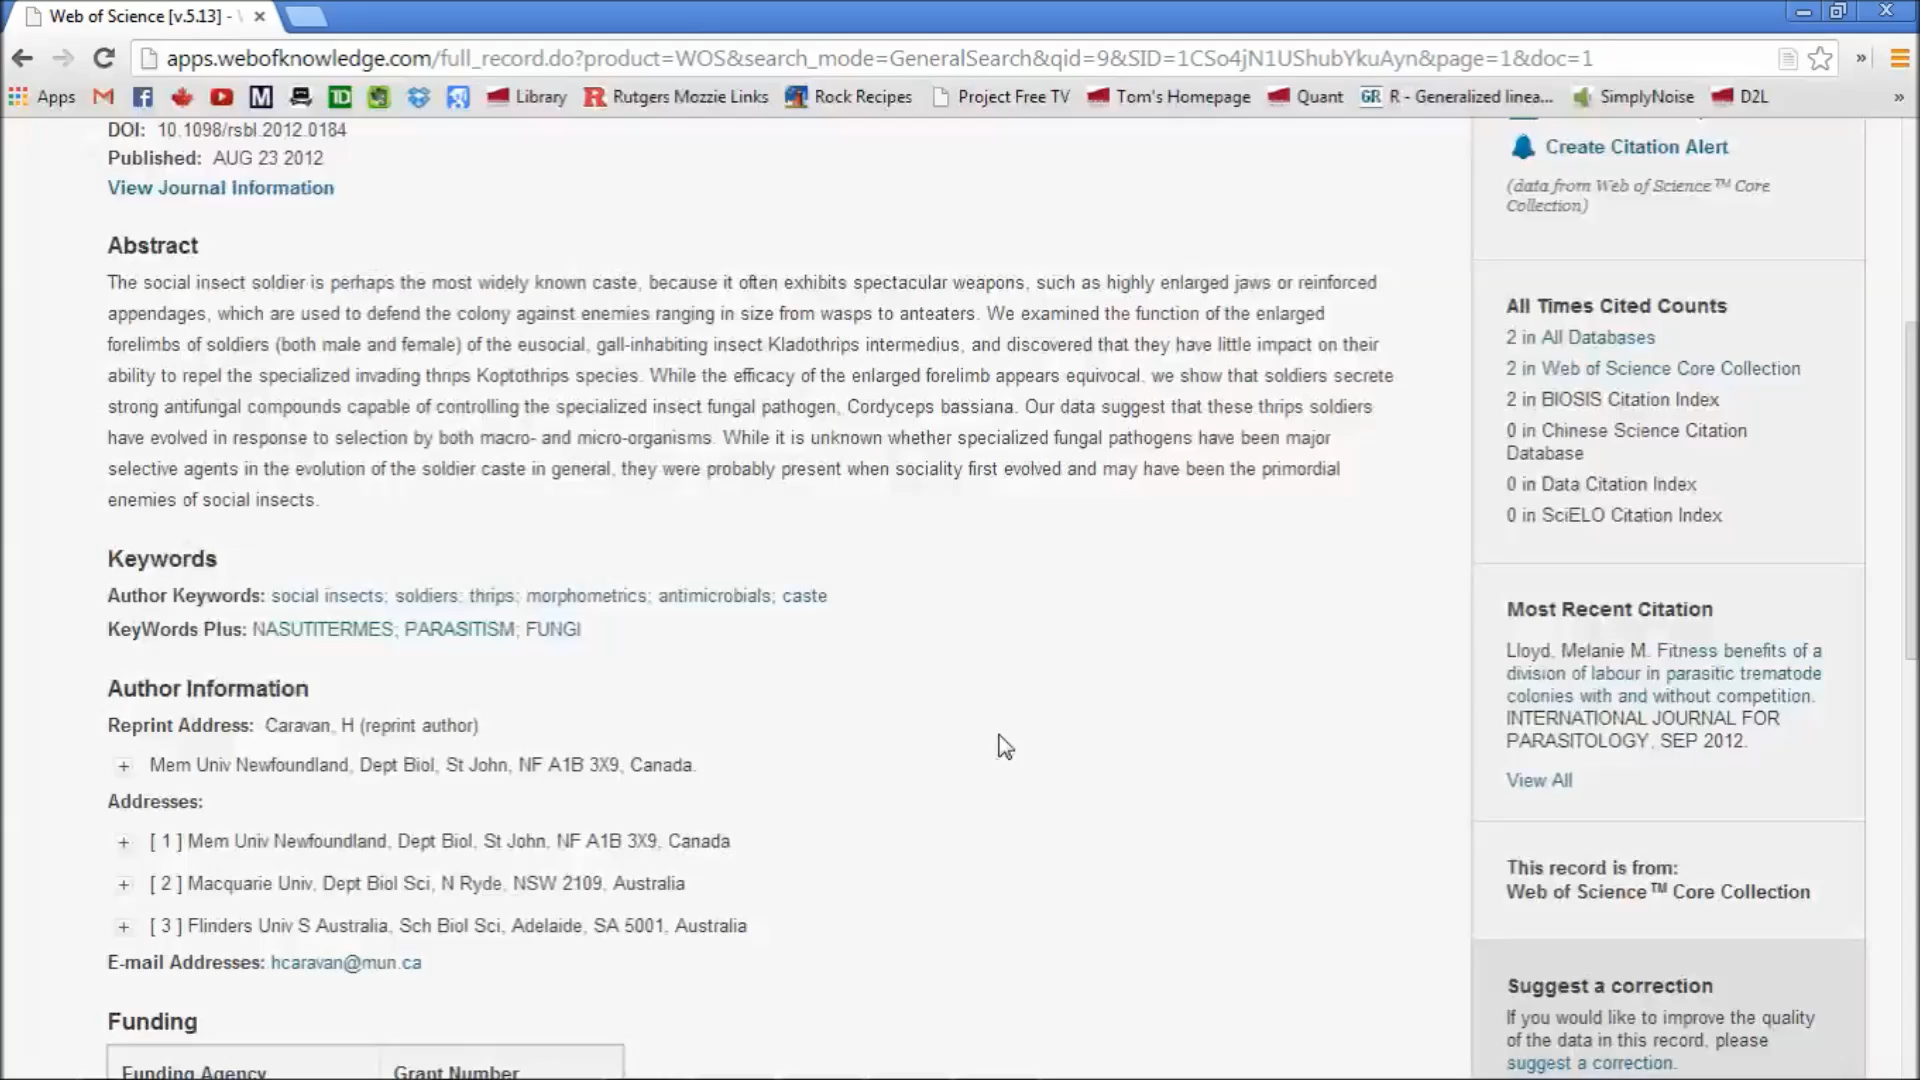 Web of Science [v.5.13] -
apps.webofknowledge.com/full_record.do?product=WOS&search_mode=GeneralSearch&qid=9&SID=1CSo4jN1UShubYkuAyn&page=1&doc=1
Apps Library Rutgers Mozzie Links Rock Recipes Project Free TV Tom's Homepage Quant GR R - Generalized linea... SimplyNoise D2L
DOI: 10.1098/rsbl.2012.0184
Published: AUG 23 2012
View Journal Information
Abstract
The social insect soldier is perhaps the most widely known caste, because it often exhibits spectacular weapons, such as highly enlarged jaws or reinforced
appendages, which are used to defend the colony against enemies ranging in size from wasps to anteaters. We examined the function of the enlarged
forelimbs of soldiers (both male and female) of the eusocial, gall-inhabiting insect Kladothrips intermedius, and discovered that they have little impact on their
ability to repel the specialized invading thrips Koptothrips species. While the efficacy of the enlarged forelimb appears equivocal, we show that soldiers secrete
strong antifungal compounds capable of controlling the specialized insect fungal pathogen, Cordyceps bassiana. Our data suggest that these thrips soldiers
have evolved in response to selection by both macro- and micro-organisms. While it is unknown whether specialized fungal pathogens have been major
selective agents in the evolution of the soldier caste in general, they were probably present when sociality first evolved and may have been the primordial
enemies of social insects.
Keywords
Author Keywords: social insects; soldiers; thrips; morphometrics; antimicrobials; caste
KeyWords Plus: NASUTITERMES; PARASITISM; FUNGI
Author Information
Reprint Address: Caravan, H (reprint author)
+ Mem Univ Newfoundland, Dept Biol, St John, NF A1B 3X9, Canada.
Addresses:
+ [ 1 ] Mem Univ Newfoundland, Dept Biol, St John, NF A1B 3X9, Canada
+ [ 2 ] Macquarie Univ, Dept Biol Sci, N Ryde, NSW 2109, Australia
+ [ 3 ] Flinders Univ S Australia, Sch Biol Sci, Adelaide, SA 5001, Australia
E-mail Addresses: hcaravan@mun.ca
Funding
Funding Agency Grant Number
Create Citation Alert
(data from Web of Science™ Core
Collection)
All Times Cited Counts
2 in All Databases
2 in Web of Science Core Collection
2 in BIOSIS Citation Index
0 in Chinese Science Citation
Database
0 in Data Citation Index
0 in SciELO Citation Index
Most Recent Citation
Lloyd, Melanie M. Fitness benefits of a
division of labour in parasitic trematode
colonies with and without competition.
INTERNATIONAL JOURNAL FOR
PARASITOLOGY, SEP 2012.
View All
This record is from:
Web of Science™ Core Collection
Suggest a correction
If you would like to improve the quality
of the data in this record, please
suggest a correction.